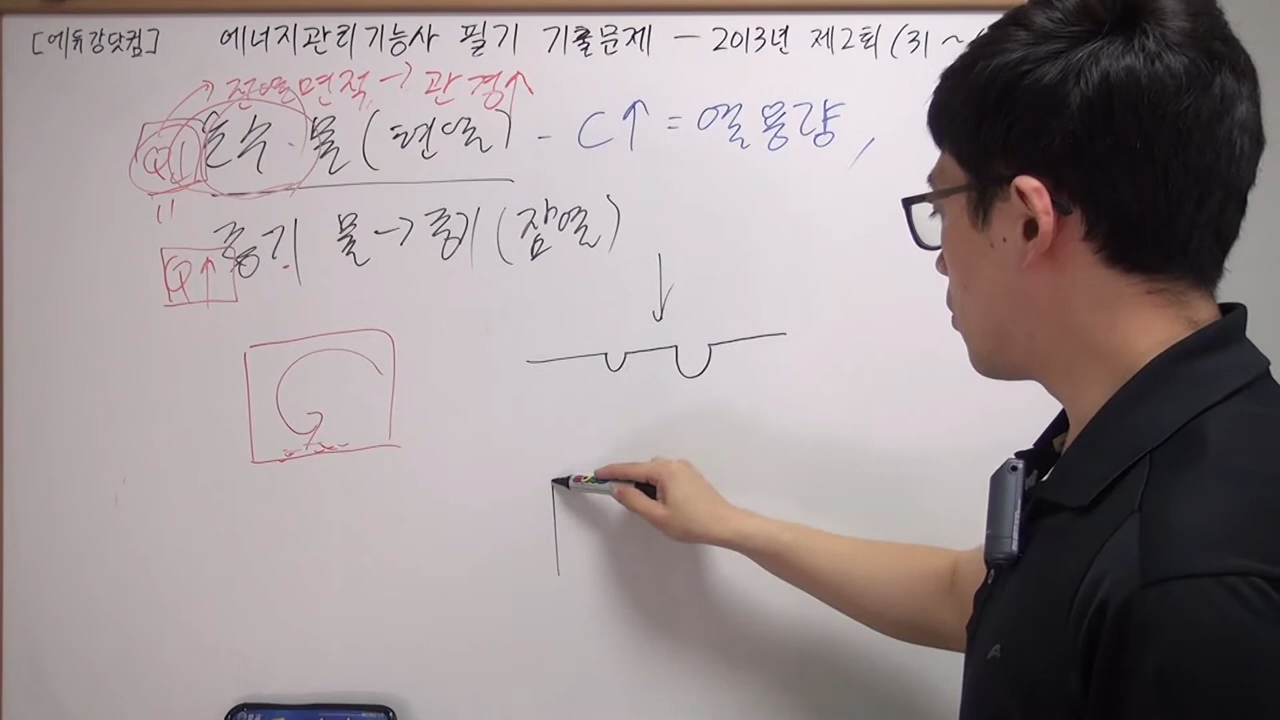 [에듀강닷컴] 에너지관리기능사 필기 기출문제 - 2013년 제2회 (31~
→ 전열면적 → 관경↑
Q↓ 온수. 물 (현열) - C↑ = 열용량,
Q↑ 증기 물 → 증기 (잠열)